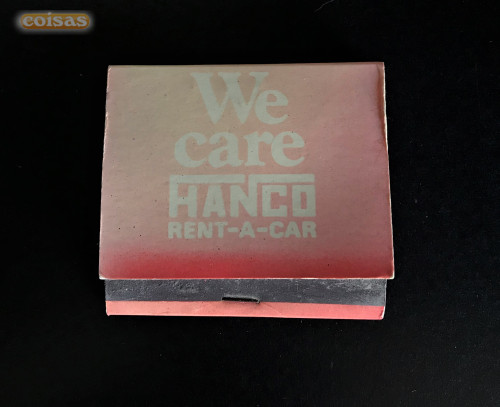 coisas
We
care
HANCO
RENT-A-CAR